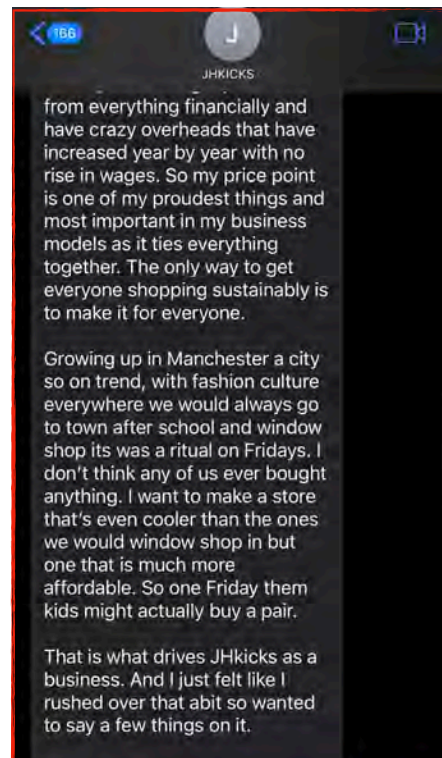 166
J
JHKICKS
from everything financially and
have crazy overheads that have
increased year by year with no
rise in wages. So my price point
is one of my proudest things and
most important in my business
models as it ties everything
together. The only way to get
everyone shopping sustainably is
to make it for everyone.
Growing up in Manchester a city
so on trend, with fashion culture
everywhere we would always go
to town after school and window
shop its was a ritual on Fridays. I
don't think any of us ever bought
anything. I want to make a store
that's even cooler than the ones
we would window shop in but
one that is much more
affordable. So one Friday them
kids might actually buy a pair.
That is what drives JHkicks as a
business. And I just felt like I
rushed over that abit so wanted
to say a few things on it.